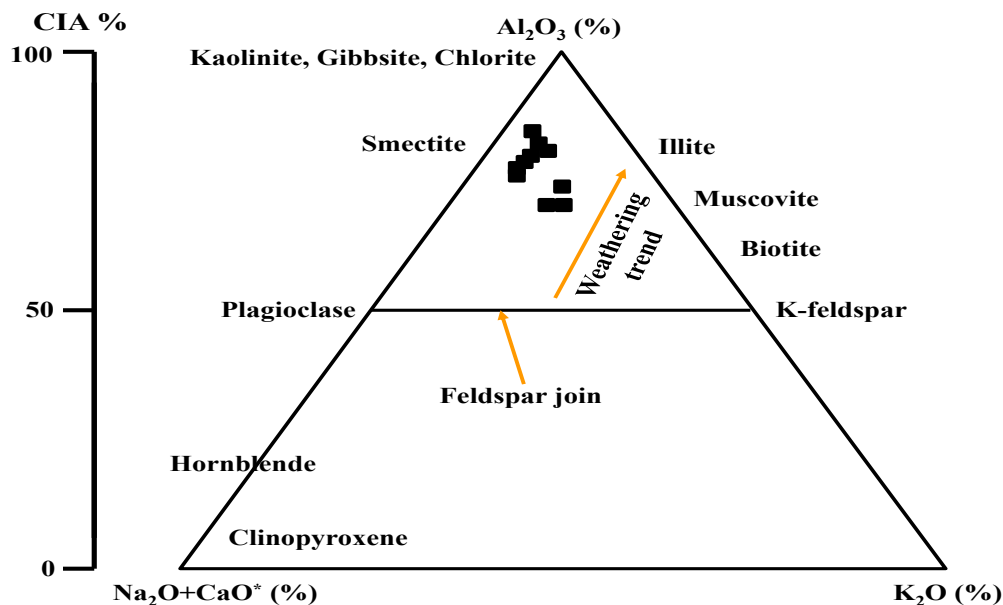 CIA %
Al₂O₃ (%)
100
Kaolinite, Gibbsite, Chlorite
Smectite
Illite
Muscovite
Weathering
trend
Biotite
50
Plagioclase
K-feldspar
Feldspar join
Hornblende
Clinopyroxene
0
Na₂O+CaO* (%)
K₂O (%)